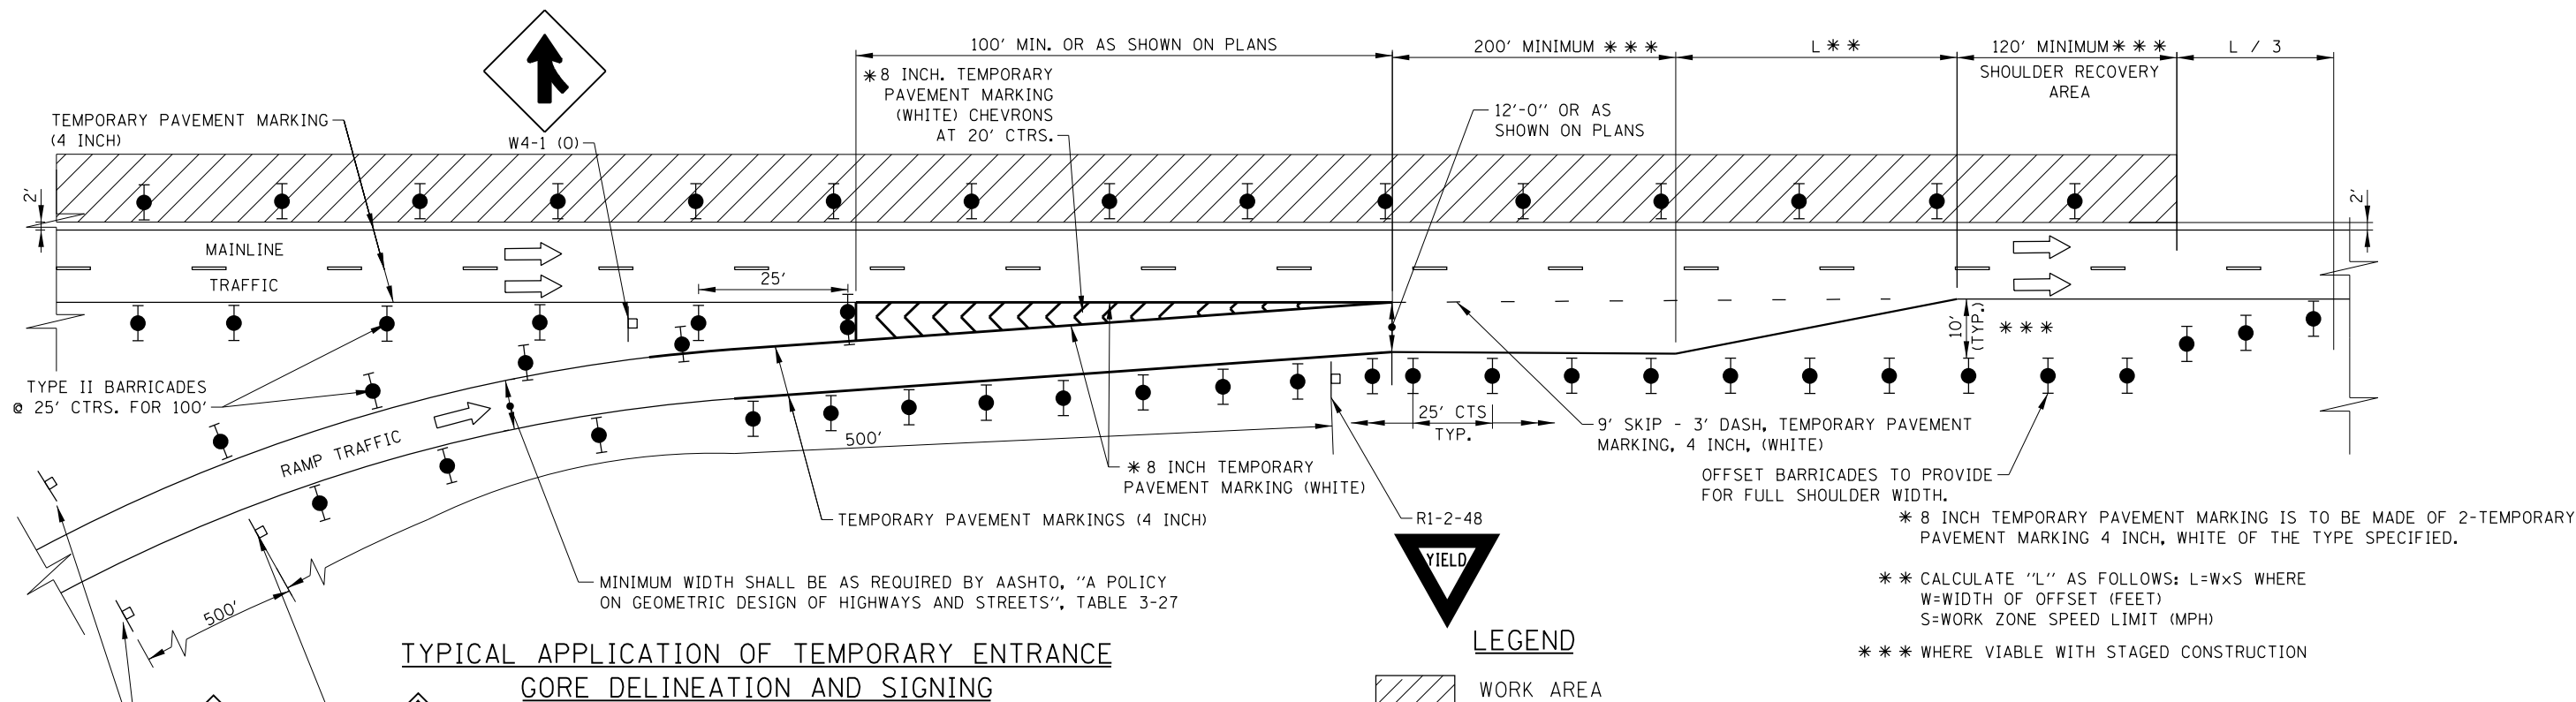 100' MIN. OR AS SHOWN ON PLANS
200' MINIMUM ***
L **
120' MINIMUM ***
SHOULDER RECOVERY
AREA
L / 3
* 8 INCH. TEMPORARY
PAVEMENT MARKING
(WHITE) CHEVRONS
AT 20' CTRS.
12'-0" OR AS
SHOWN ON PLANS
TEMPORARY PAVEMENT MARKING
(4 INCH)
W4-1 (O)
2'
2'
MAINLINE
TRAFFIC
25'
10'
(TYP.)
***
TYPE II BARRICADES
@ 25' CTRS. FOR 100'
RAMP TRAFFIC
500'
25' CTS
TYP.
9' SKIP - 3' DASH, TEMPORARY PAVEMENT
MARKING, 4 INCH, (WHITE)
* 8 INCH TEMPORARY
PAVEMENT MARKING (WHITE)
OFFSET BARRICADES TO PROVIDE
FOR FULL SHOULDER WIDTH.
TEMPORARY PAVEMENT MARKINGS (4 INCH)
R1-2-48
YIELD
* 8 INCH TEMPORARY PAVEMENT MARKING IS TO BE MADE OF 2-TEMPORARY
PAVEMENT MARKING 4 INCH, WHITE OF THE TYPE SPECIFIED.
MINIMUM WIDTH SHALL BE AS REQUIRED BY AASHTO, "A POLICY
ON GEOMETRIC DESIGN OF HIGHWAYS AND STREETS", TABLE 3-27
** CALCULATE "L" AS FOLLOWS: L=WxS WHERE
W=WIDTH OF OFFSET (FEET)
S=WORK ZONE SPEED LIMIT (MPH)
500'
*** WHERE VIABLE WITH STAGED CONSTRUCTION
TYPICAL APPLICATION OF TEMPORARY ENTRANCE
GORE DELINEATION AND SIGNING
LEGEND
WORK AREA